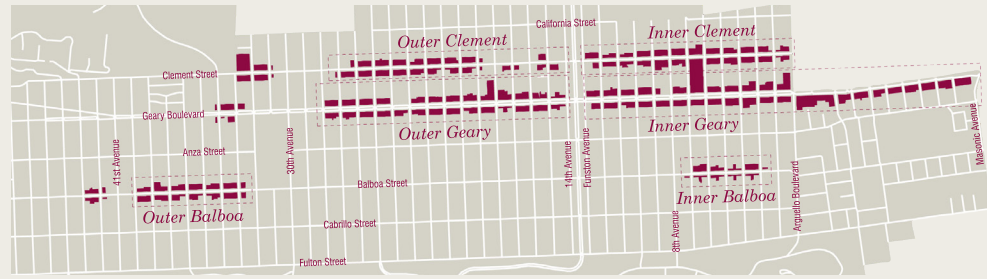 California Street
Outer Clement
Inner Clement
Clement Street
Geary Boulevard
Outer Geary
Inner Geary
Masonic Avenue
41st Avenue
Anza Street
30th Avenue
14th Avenue
Funston Avenue
Balboa Street
Outer Balboa
Inner Balboa
Arguello Boulevard
Cabrillo Street
8th Avenue
Fulton Street